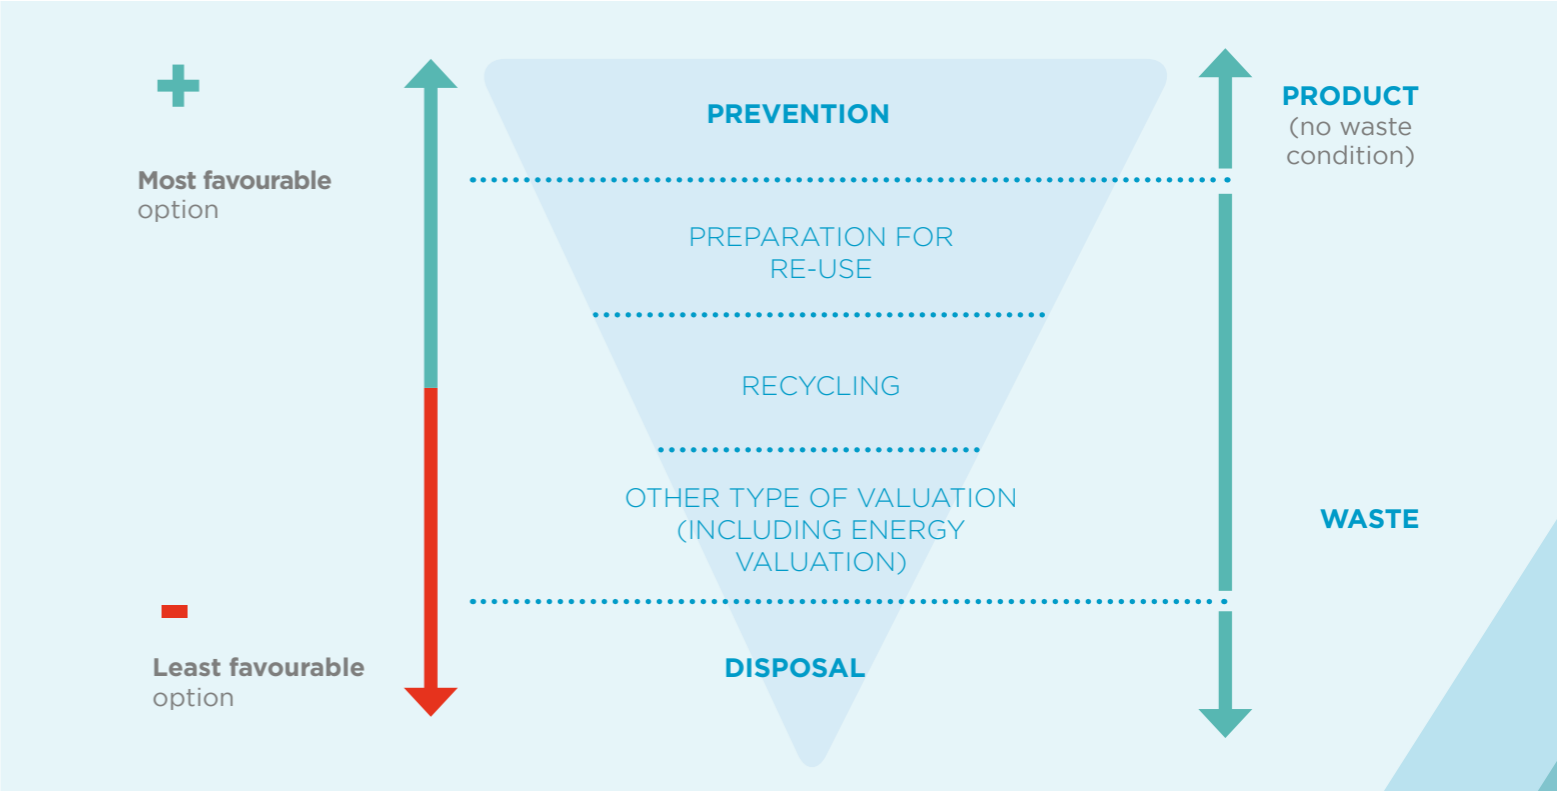 +
Most favourable
option
PREVENTION
PRODUCT
(no waste
condition)
PREPARATION FOR
RE-USE
RECYCLING
OTHER TYPE OF VALUATION
(INCLUDING ENERGY
VALUATION)
WASTE
-
Least favourable
option
DISPOSAL